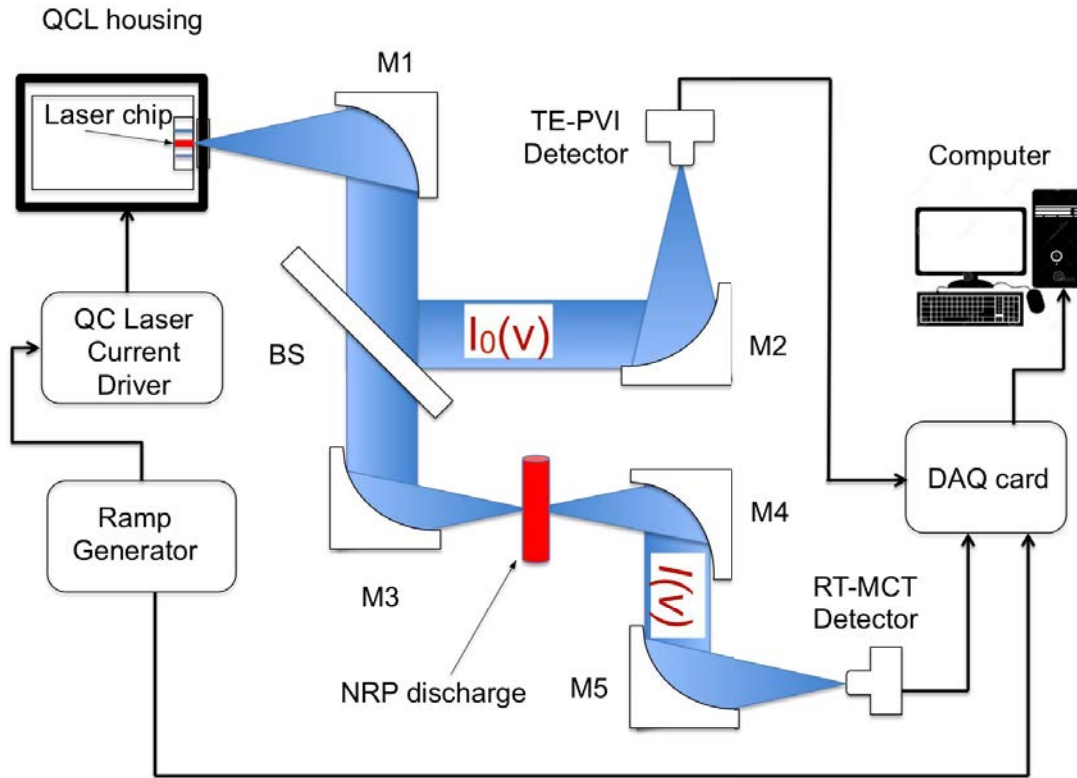 QCL housing
M1
Laser chip
TE-PVI
Detector
Computer
QC Laser
Current
Driver
BS
I₀(v)
M2
DAQ card
Ramp
Generator
M4
M3
I(v)
RT-MCT
Detector
NRP discharge
M5